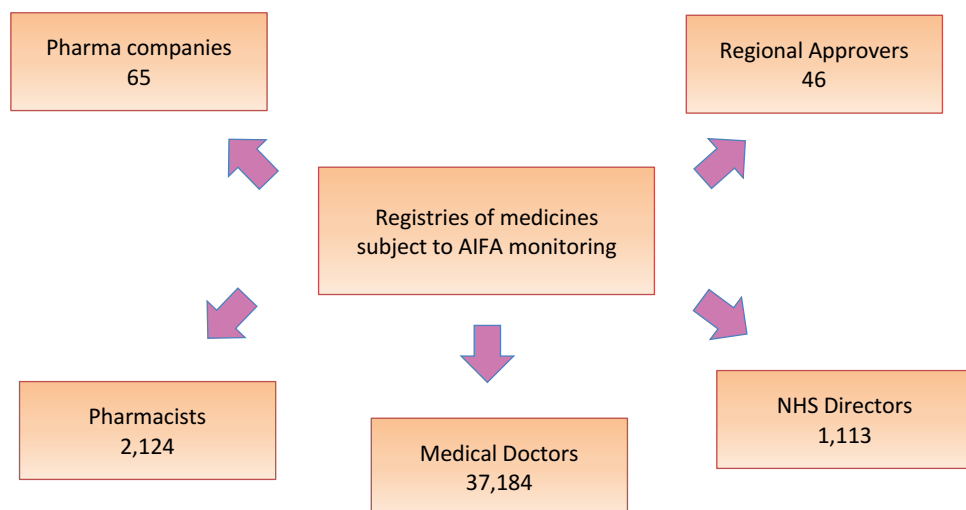 Pharma companies
65
Regional Approvers
46
Registries of medicines
subject to AIFA monitoring
Pharmacists
2,124
Medical Doctors
37,184
NHS Directors
1,113